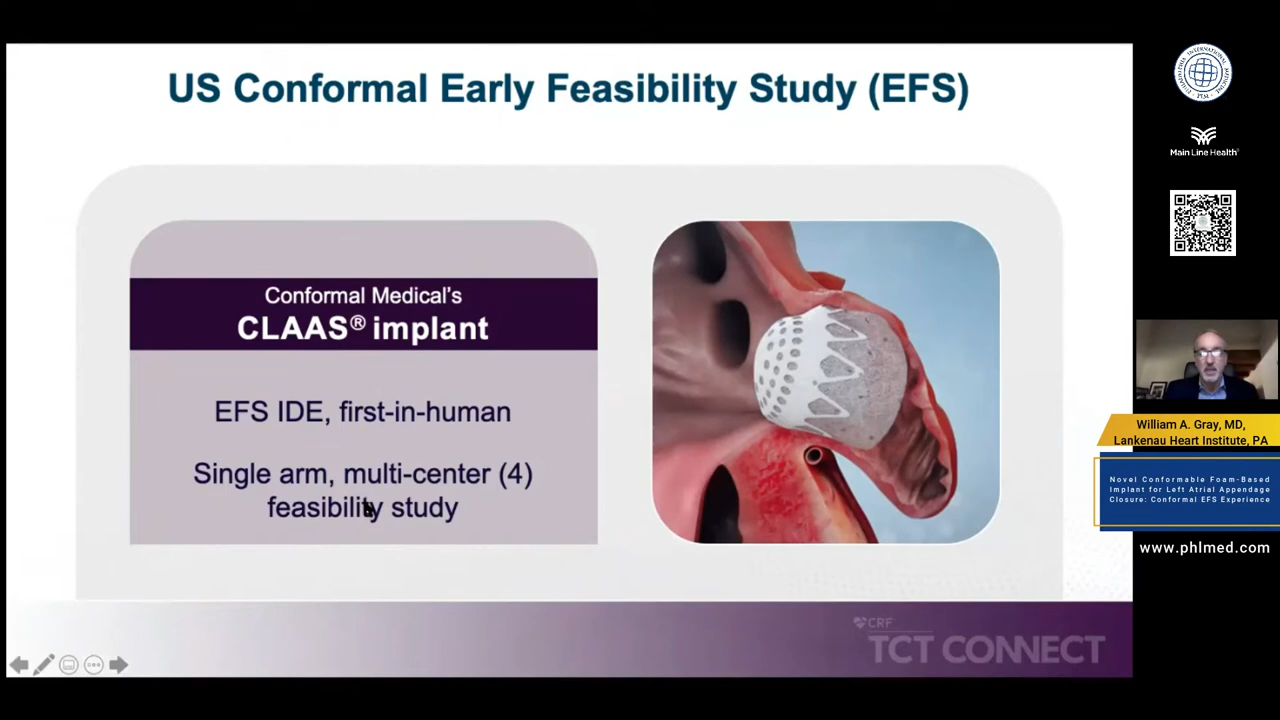 US Conformal Early Feasibility Study (EFS)
Conformal Medical's
CLAAS® implant
EFS IDE, first-in-human
Single arm, multi-center (4)
feasibility study
CRF
TCT CONNECT
Main Line Health®
William A. Gray, MD,
Lankenau Heart Institute, PA
Novel Conformable Foam-Based
Implant for Left Atrial Appendage
Closure: Conformal EFS Experience
www.phlmed.com